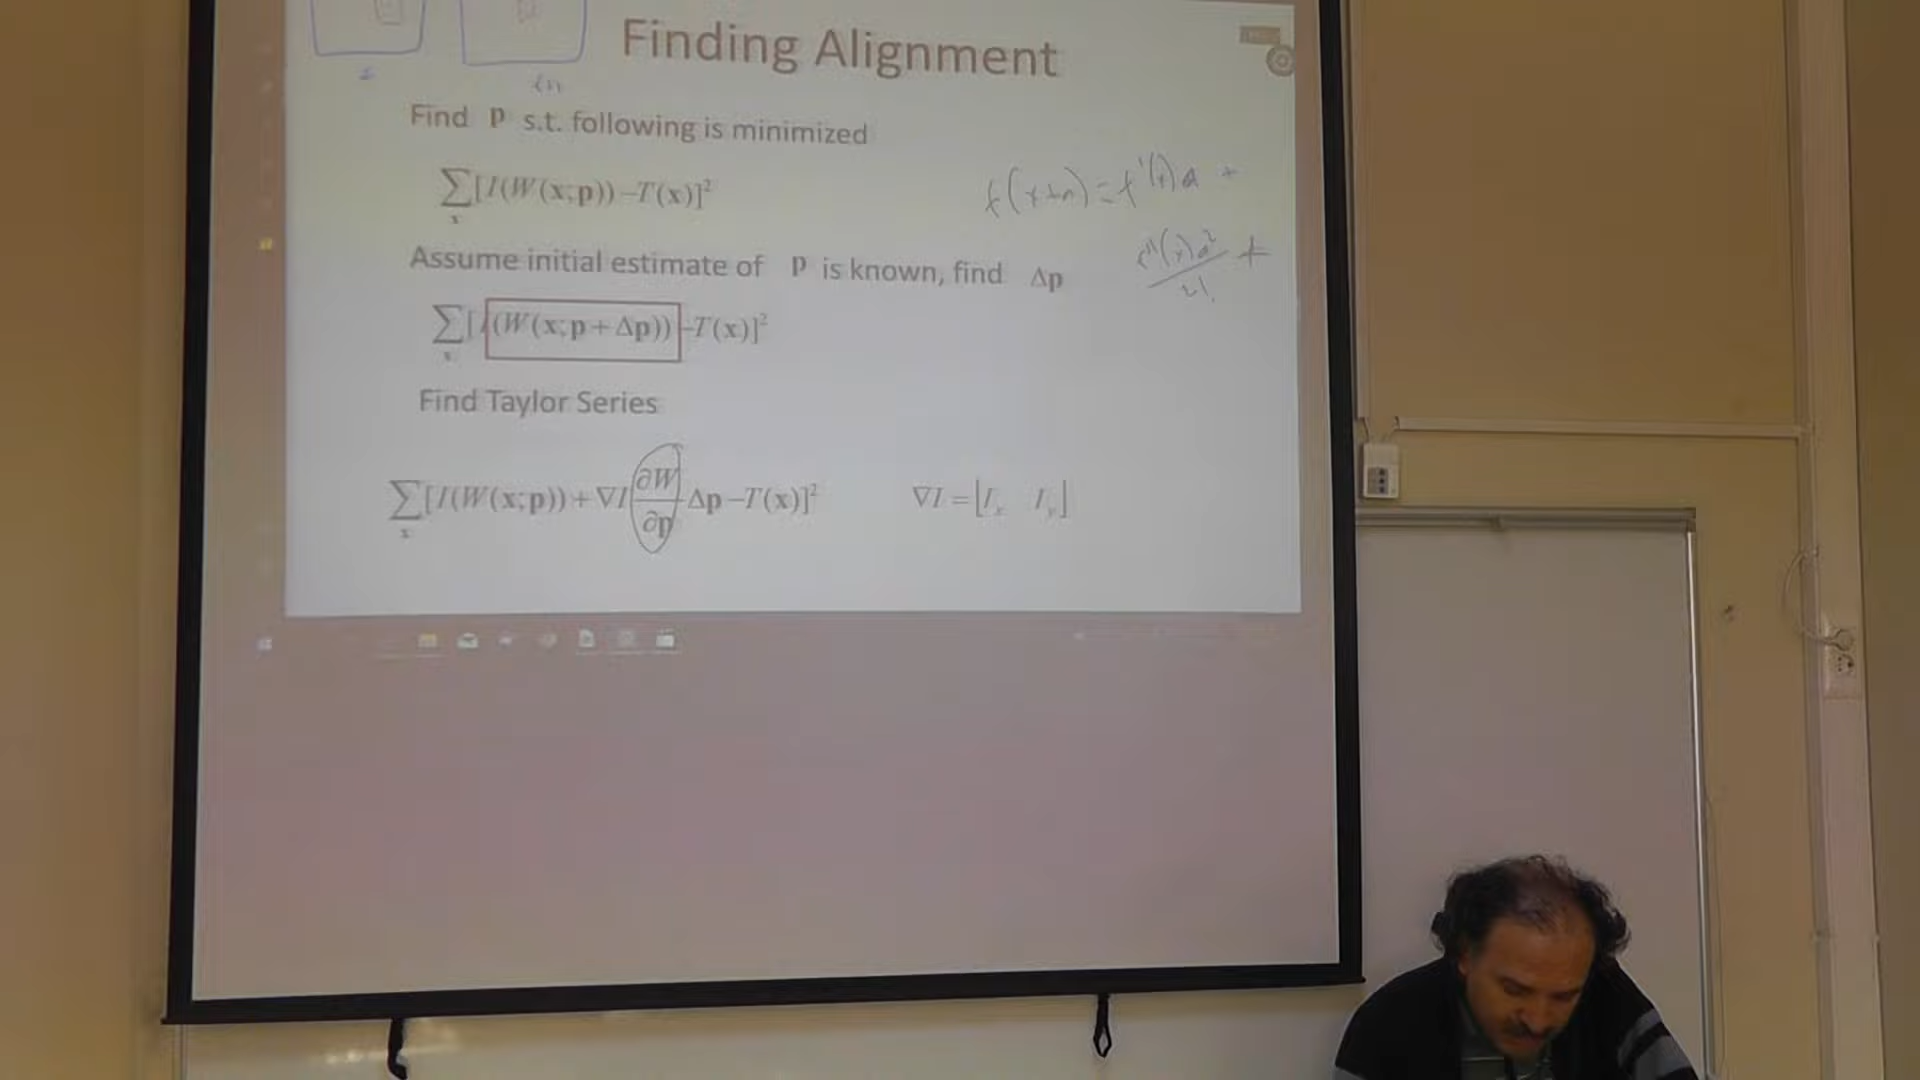 Finding Alignment
Find p s.t. following is minimized
∑ₓ[I(W(x;p))–T(x)]²
f(x+a)=f'(x)a +
f''(x)a²/2! +
Assume initial estimate of p is known, find Δp
∑ₓ[I(W(x;p+Δp))–T(x)]²
Find Taylor Series
∑ₓ[I(W(x;p))+∇I ∂W/∂p Δp–T(x)]²
∇I=⌊Iₓ I_y⌋